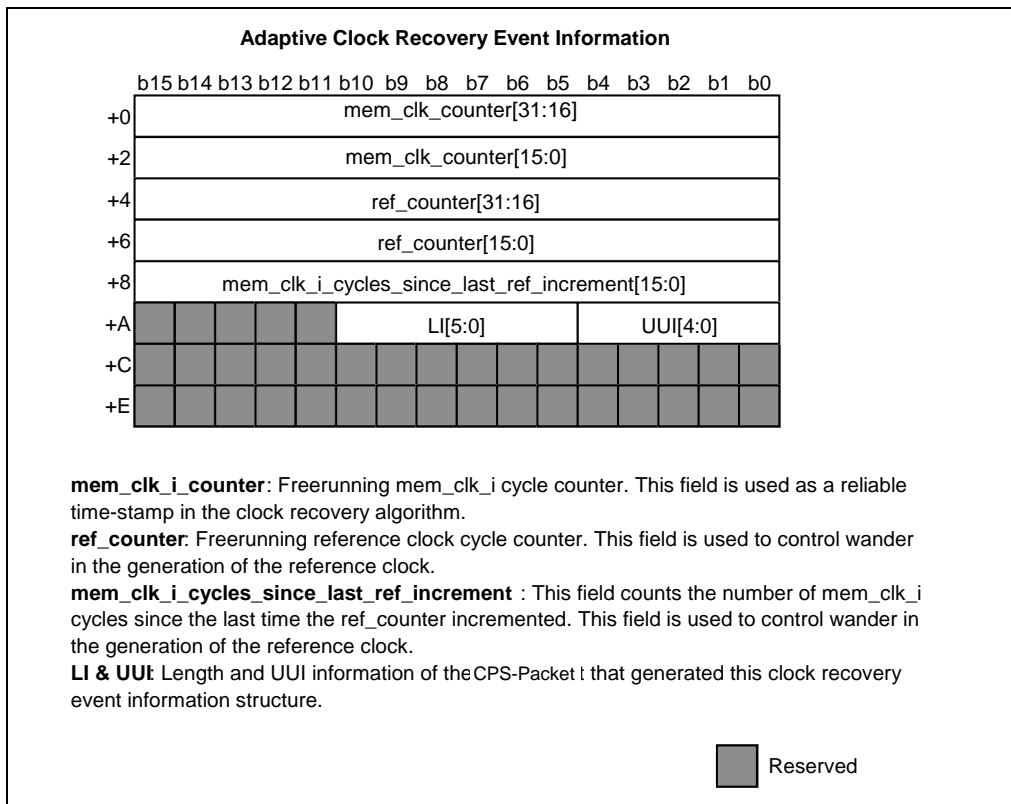 Adaptive Clock Recovery Event Information
b15 b14 b13 b12 b11 b10 b9 b8 b7 b6 b5 b4 b3 b2 b1 b0
+0 mem_clk_counter[31:16]
+2 mem_clk_counter[15:0]
+4 ref_counter[31:16]
+6 ref_counter[15:0]
+8 mem_clk_i_cycles_since_last_ref_increment[15:0]
+A LI[5:0] UUI[4:0]
+C
+E
mem_clk_i_counter: Freerunning mem_clk_i cycle counter. This field is used as a reliable
time-stamp in the clock recovery algorithm.
ref_counter: Freerunning reference clock cycle counter. This field is used to control wander
in the generation of the reference clock.
mem_clk_i_cycles_since_last_ref_increment : This field counts the number of mem_clk_i
cycles since the last time the ref_counter incremented. This field is used to control wander in
the generation of the reference clock.
LI & UUI: Length and UUI information of the CPS-Packet t that generated this clock recovery
event information structure.
Reserved